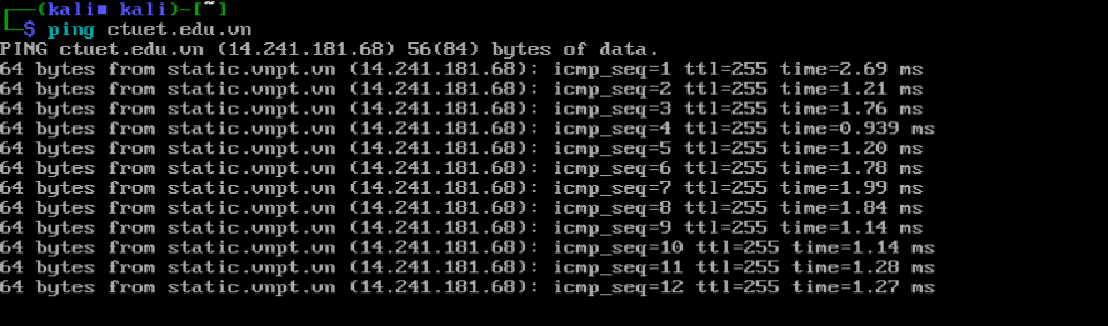 (kali▪ kali)-[~]
$ ping ctuet.edu.vn
PING ctuet.edu.vn (14.241.181.68) 56(84) bytes of data.
64 bytes from static.vnpt.vn (14.241.181.68): icmp_seq=1 ttl=255 time=2.69 ms
64 bytes from static.vnpt.vn (14.241.181.68): icmp_seq=2 ttl=255 time=1.21 ms
64 bytes from static.vnpt.vn (14.241.181.68): icmp_seq=3 ttl=255 time=1.76 ms
64 bytes from static.vnpt.vn (14.241.181.68): icmp_seq=4 ttl=255 time=0.939 ms
64 bytes from static.vnpt.vn (14.241.181.68): icmp_seq=5 ttl=255 time=1.20 ms
64 bytes from static.vnpt.vn (14.241.181.68): icmp_seq=6 ttl=255 time=1.78 ms
64 bytes from static.vnpt.vn (14.241.181.68): icmp_seq=7 ttl=255 time=1.99 ms
64 bytes from static.vnpt.vn (14.241.181.68): icmp_seq=8 ttl=255 time=1.84 ms
64 bytes from static.vnpt.vn (14.241.181.68): icmp_seq=9 ttl=255 time=1.14 ms
64 bytes from static.vnpt.vn (14.241.181.68): icmp_seq=10 ttl=255 time=1.14 ms
64 bytes from static.vnpt.vn (14.241.181.68): icmp_seq=11 ttl=255 time=1.28 ms
64 bytes from static.vnpt.vn (14.241.181.68): icmp_seq=12 ttl=255 time=1.27 ms